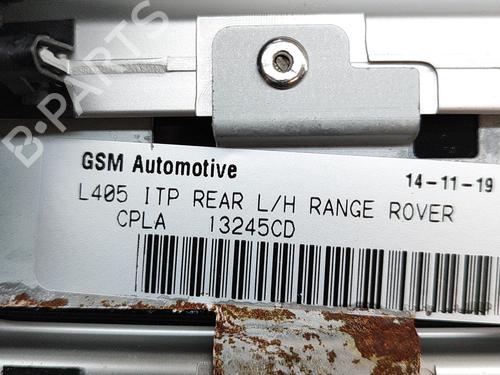 B-PARTS
GSM Automotive
14-11-19
L405 ITP REAR L/H RANGE ROVER
CPLA 13245CD